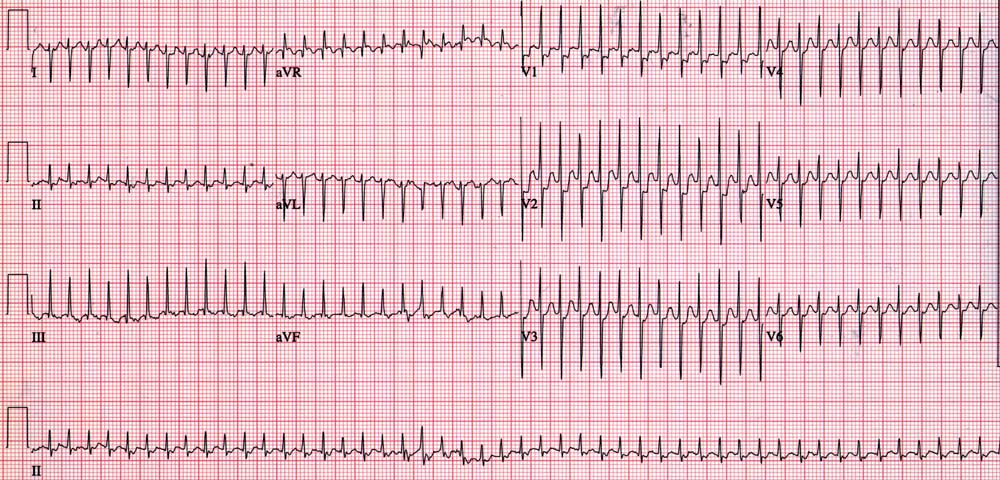 I aVR V1 V4
II aVL V2 V5
III aVF V3 V6
II